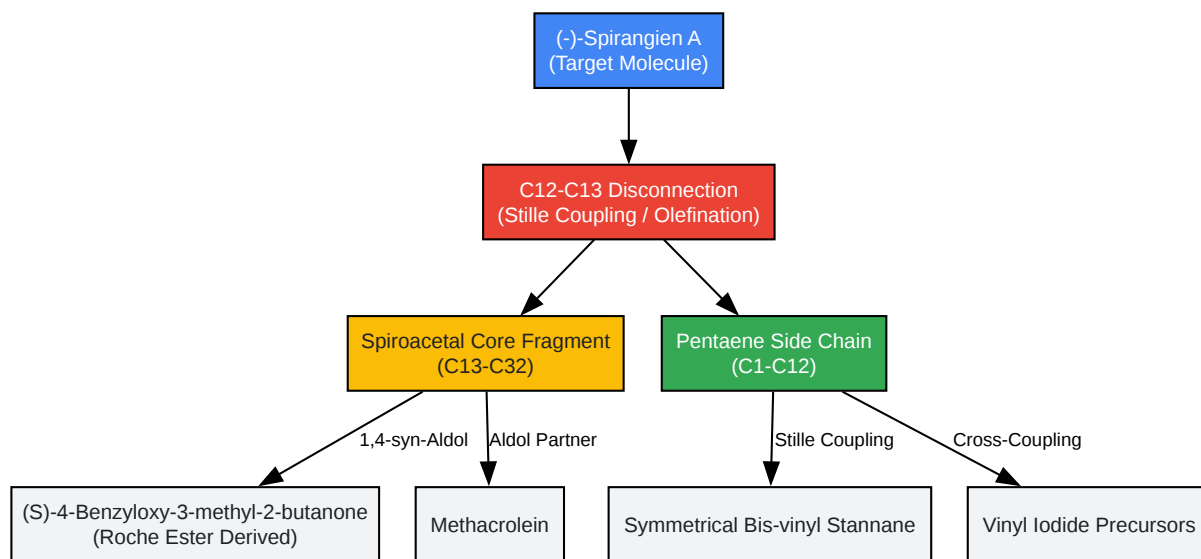 (-)-Spirangien A
(Target Molecule)
C12-C13 Disconnection
(Stille Coupling / Olefination)
Spiroacetal Core Fragment
(C13-C32)
Pentaene Side Chain
(C1-C12)
1,4-syn-Aldol
Aldol Partner
Stille Coupling
Cross-Coupling
(S)-4-Benzyloxy-3-methyl-2-butanone
(Roche Ester Derived)
Methacrolein
Symmetrical Bis-vinyl Stannane
Vinyl Iodide Precursors